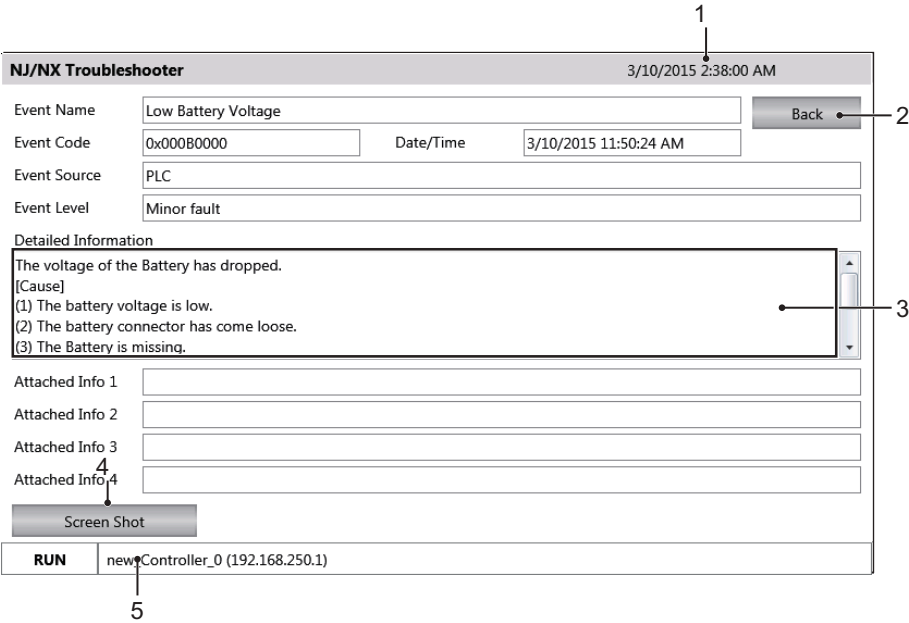 1
NJ/NX Troubleshooter 3/10/2015 2:38:00 AM
Event Name Low Battery Voltage Back 2
Event Code 0x000B0000 Date/Time 3/10/2015 11:50:24 AM
Event Source PLC
Event Level Minor fault
Detailed Information
The voltage of the Battery has dropped.
[Cause]
(1) The battery voltage is low. 3
(2) The battery connector has come loose.
(3) The Battery is missing.
Attached Info 1
Attached Info 2
Attached Info 3
4
Attached Info 4
Screen Shot
RUN new_Controller_0 (192.168.250.1)
5